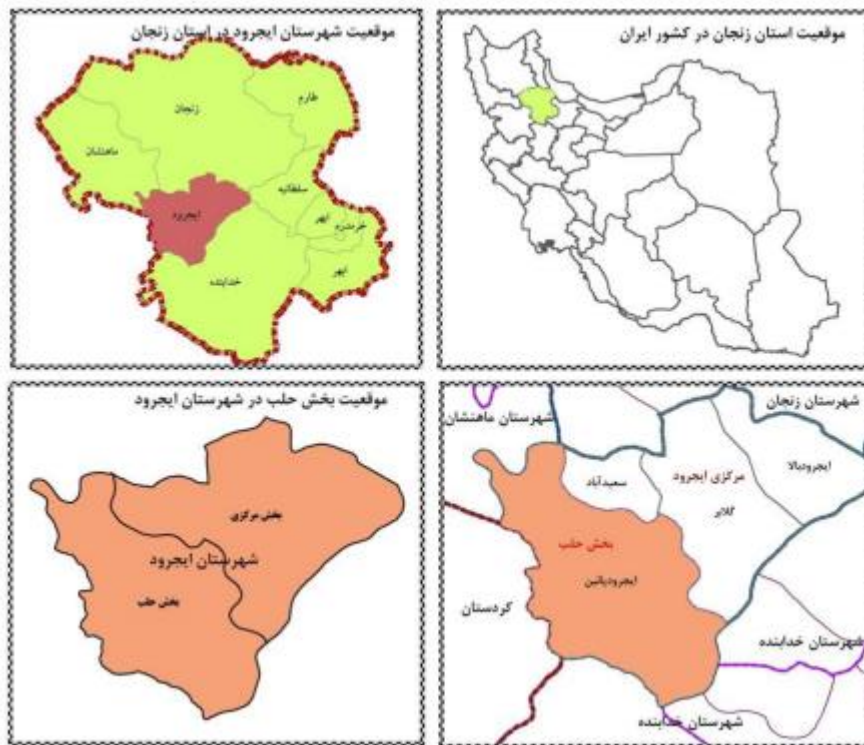 موقعیت استان زنجان در کشور ایران
موقعیت شهرستان ایجرود در استان زنجان
طارم
زنجان
ماهنشان
سلطانیه
ایجرود
ابهر
خرمدره
ابهر
خدابنده
شهرستان زنجان
شهرستان ماهنشان
ایجرودبالا
مرکزی ایجرود
سعیدآباد
گلابر
بخش حلب
ایجرودپائین
کردستان
شهرستان خدابنده
شهرستان خدابنده
موقعیت بخش حلب در شهرستان ایجرود
بخش مرکزی
شهرستان ایجرود
بخش حلب